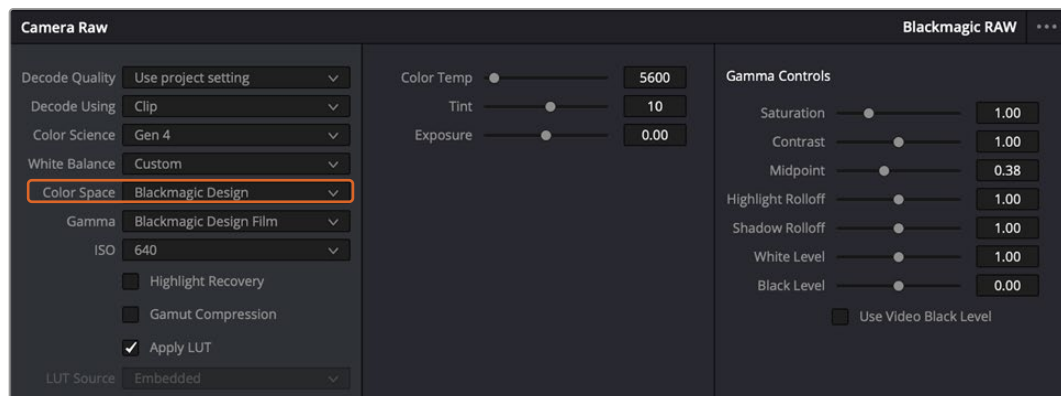 Camera Raw
Blackmagic RAW
Decode Quality Use project setting
Decode Using Clip
Color Science Gen 4
White Balance Custom
Color Space Blackmagic Design
Gamma Blackmagic Design Film
ISO 640
Highlight Recovery
Gamut Compression
Apply LUT
LUT Source Embedded
Color Temp 5600
Tint 10
Exposure 0.00
Gamma Controls
Saturation 1.00
Contrast 1.00
Midpoint 0.38
Highlight Rolloff 1.00
Shadow Rolloff 1.00
White Level 1.00
Black Level 0.00
Use Video Black Level